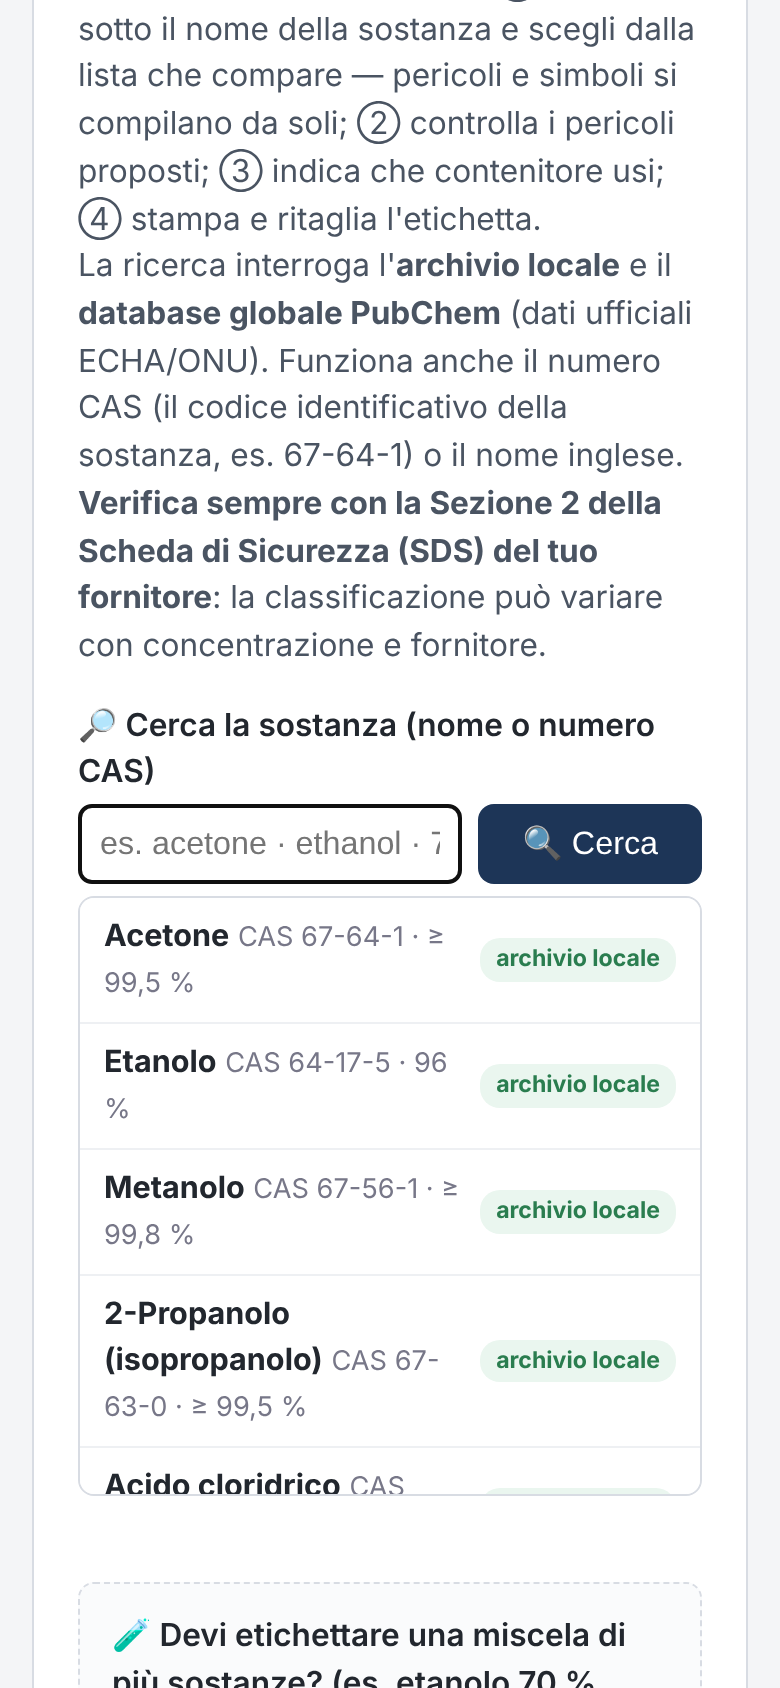 sotto il nome della sostanza e scegli dalla
lista che compare — pericoli e simboli si
compilano da soli; ② controlla i pericoli
proposti; ③ indica che contenitore usi;
④ stampa e ritaglia l'etichetta.
La ricerca interroga l'archivio locale e il
database globale PubChem (dati ufficiali
ECHA/ONU). Funziona anche il numero
CAS (il codice identificativo della
sostanza, es. 67-64-1) o il nome inglese.
Verifica sempre con la Sezione 2 della
Scheda di Sicurezza (SDS) del tuo
fornitore: la classificazione può variare
con concentrazione e fornitore.
🔎 Cerca la sostanza (nome o numero
CAS)
es. acetone · ethanol · 7
🔍 Cerca
Acetone CAS 67-64-1 · ≥
99,5 %
archivio locale
Etanolo CAS 64-17-5 · 96
%
archivio locale
Metanolo CAS 67-56-1 · ≥
99,8 %
archivio locale
2-Propanolo
(isopropanolo) CAS 67-
63-0 · ≥ 99,5 %
archivio locale
Acido cloridrico CAS
🧪 Devi etichettare una miscela di
più sostanze? (es. etanolo 70 %